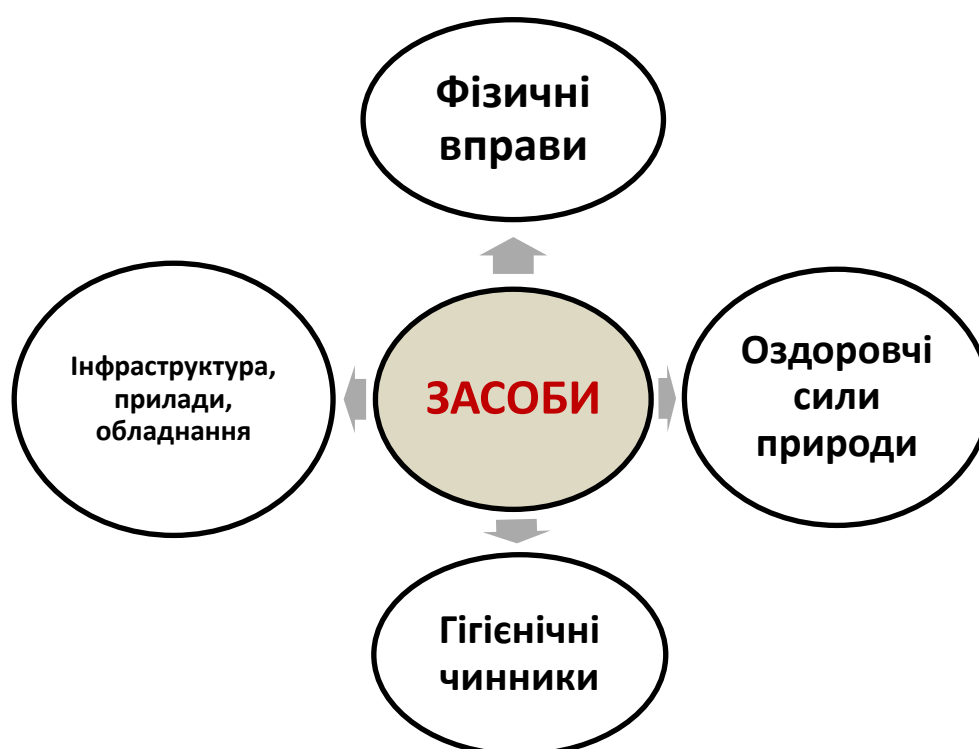 Фізичні
вправи
Інфраструктура,
прилади,
обладнання
ЗАСОБИ
Оздоровчі
сили
природи
Гігієнічні
чинники